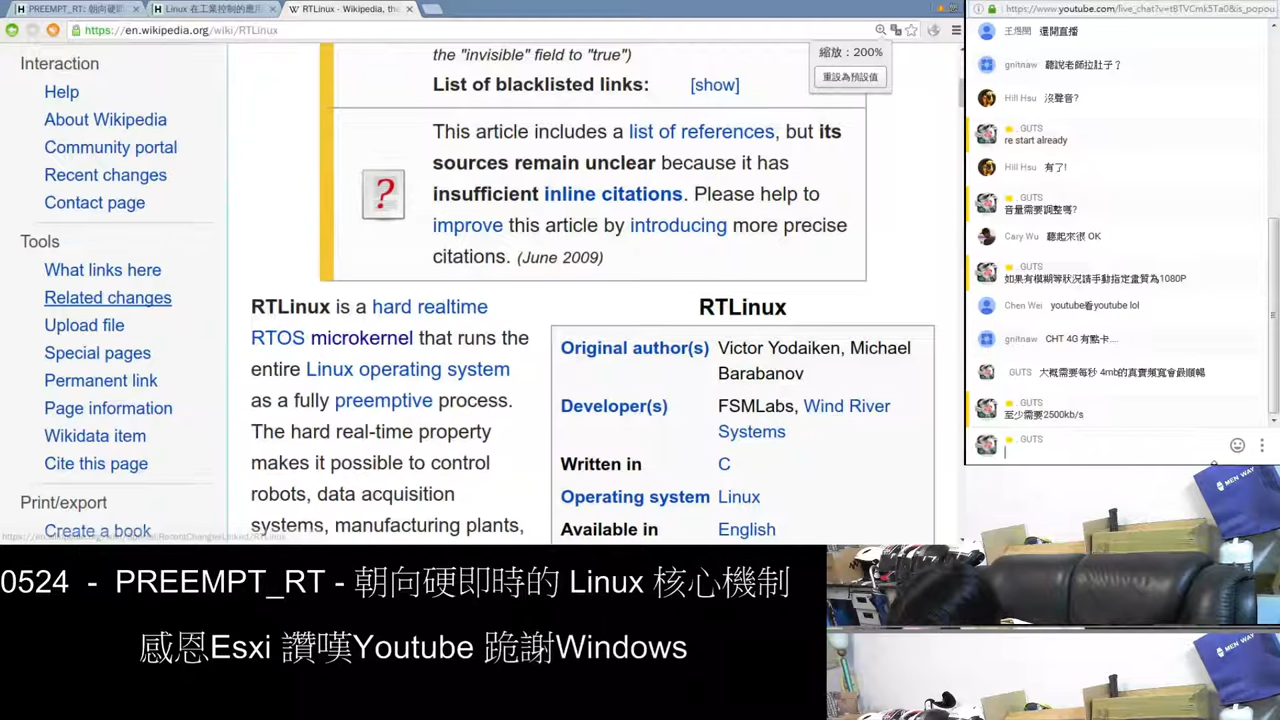 PREEMPT_RT: 朝向硬即
Linux 在工業控制的應用
RTLinux - Wikipedia, the
https://en.wikipedia.org/wiki/RTLinux
縮放：200%
重設為預設值
Interaction
Help
About Wikipedia
Community portal
Recent changes
Contact page
Tools
What links here
Related changes
Upload file
Special pages
Permanent link
Page information
Wikidata item
Cite this page
Print/export
Create a book
the "invisible" field to "true")
List of blacklisted links: [show]
This article includes a list of references, but its
sources remain unclear because it has
insufficient inline citations. Please help to
improve this article by introducing more precise
citations. (June 2009)
RTLinux is a hard realtime
RTOS microkernel that runs the
entire Linux operating system
as a fully preemptive process.
The hard real-time property
makes it possible to control
robots, data acquisition
systems, manufacturing plants,
RTLinux
Original author(s) Victor Yodaiken, Michael
Barabanov
Developer(s) FSMLabs, Wind River
Systems
Written in C
Operating system Linux
Available in English
https://www.youtube.com/live_chat?v=tBTVCmk5Ta0&is_popou
還開直播
gnitnaw 聽說老師拉肚子？
Hill Hsu 沒聲音?
. GUTS
re start already
Hill Hsu 有了!
. GUTS
音量需要調整嗎?
Cary Wu 聽起來很 OK
. GUTS
如果有模糊等狀況請手動指定畫質為1080P
Chen Wei youtube看youtube lol
gnitnaw CHT 4G 有點卡...
GUTS 大概需要每秒 4mb的真實頻寬會最順暢
. GUTS
至少需要2500kb/s
. GUTS
MEN WAY
0524 - PREEMPT_RT - 朝向硬即時的 Linux 核心機制
感恩Esxi 讚嘆Youtube 跪謝Windows
MEN WAY